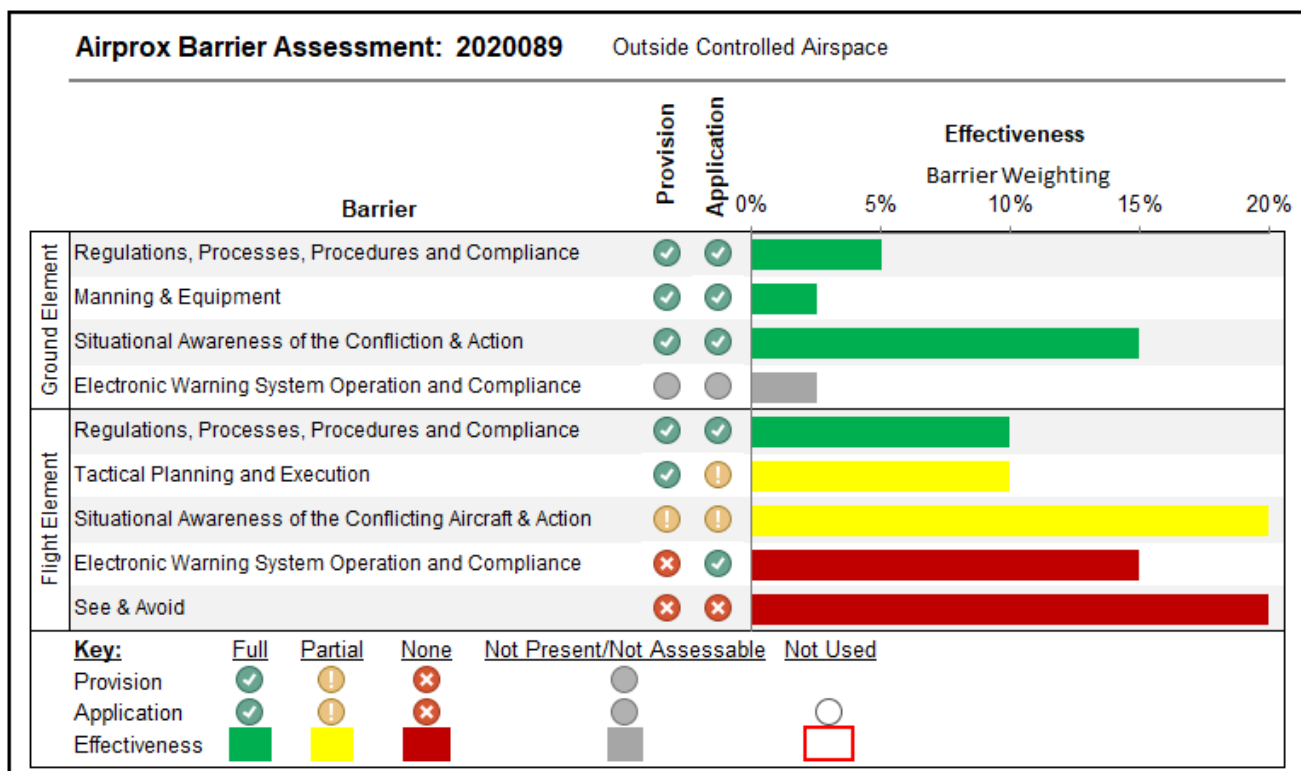 Airprox Barrier Assessment: 2020089 Outside Controlled Airspace
Provision
Application
Effectiveness
Barrier Weighting
Barrier
0% 5% 10% 15% 20%
Ground Element
Regulations, Processes, Procedures and Compliance
Manning & Equipment
Situational Awareness of the Confliction & Action
Electronic Warning System Operation and Compliance
Flight Element
Regulations, Processes, Procedures and Compliance
Tactical Planning and Execution
Situational Awareness of the Conflicting Aircraft & Action
Electronic Warning System Operation and Compliance
See & Avoid
Key: Full Partial None Not Present/Not Assessable Not Used
Provision
Application
Effectiveness